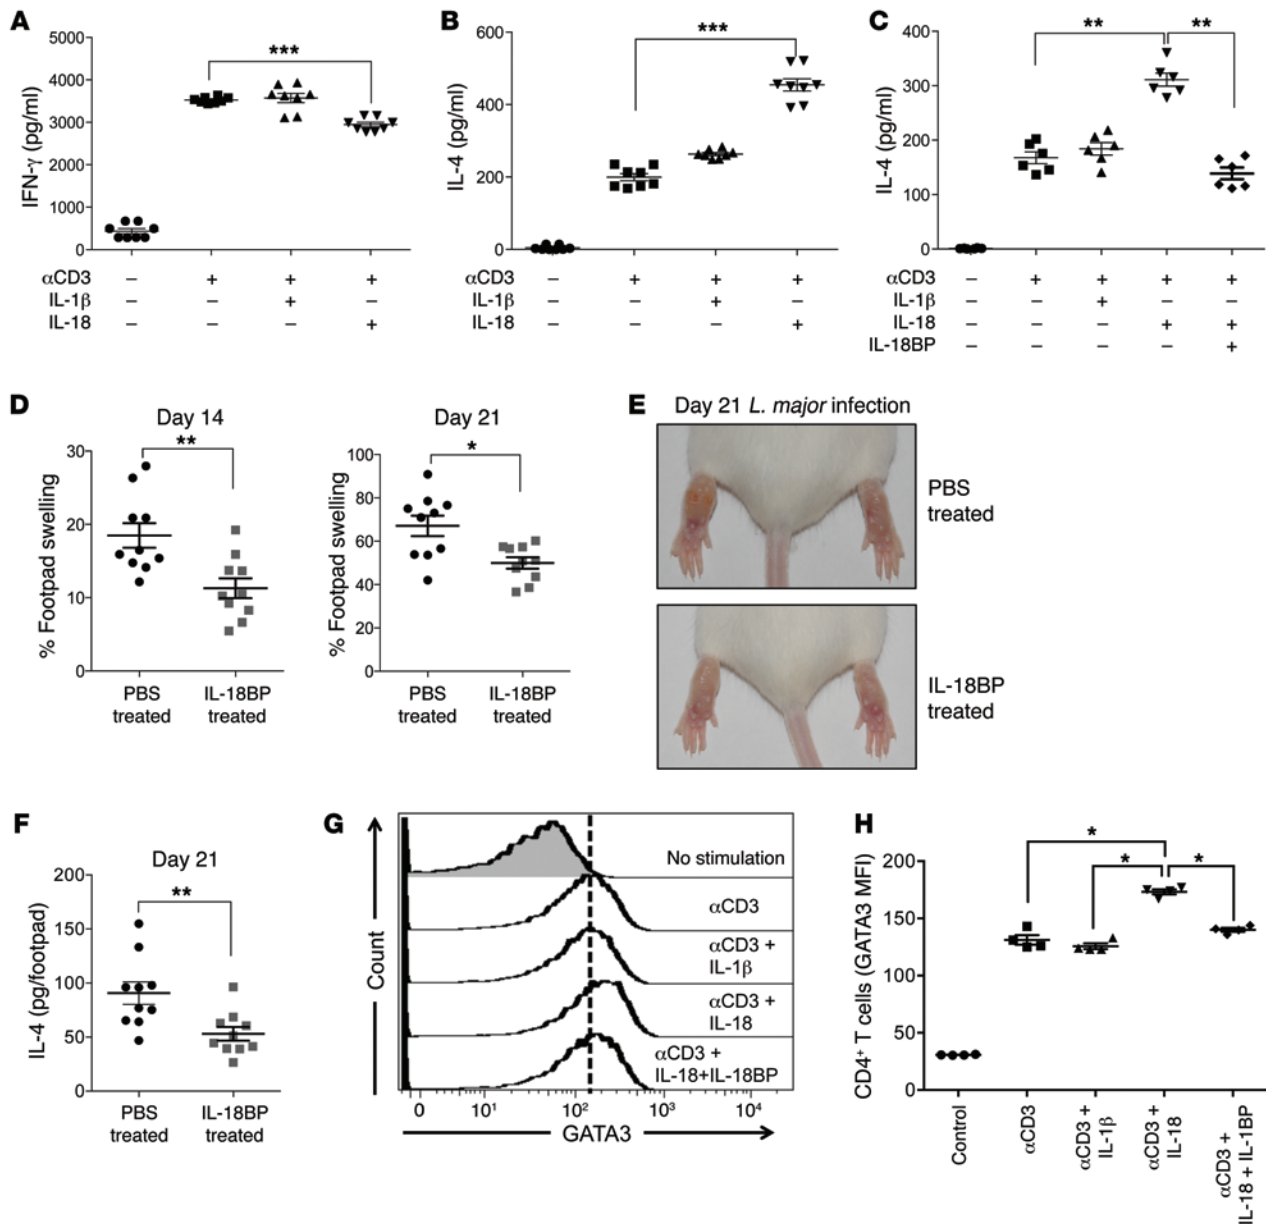 A
IFN-γ (pg/ml)
5000
4000
3000
2000
1000
0
***
αCD3 – + + +
IL-1β – – + –
IL-18 – – – +
B
IL-4 (pg/ml)
600
400
200
0
***
αCD3 – + + +
IL-1β – – + –
IL-18 – – – +
C
IL-4 (pg/ml)
400
300
200
100
0
** **
αCD3 – + + + +
IL-1β – – + – –
IL-18 – – – + +
IL-18BP – – – – +
D
Day 14
% Footpad swelling
30
20
10
0
**
PBS treated
IL-18BP treated
Day 21
% Footpad swelling
100
80
60
40
20
0
*
PBS treated
IL-18BP treated
E
Day 21 L. major infection
PBS
treated
IL-18BP
treated
F
Day 21
IL-4 (pg/footpad)
200
150
100
50
0
**
PBS treated
IL-18BP treated
G
Count
No stimulation
αCD3
αCD3 +
IL-1β
αCD3 +
IL-18
αCD3 +
IL-18+IL-18BP
0 10¹ 10² 10³ 10⁴
GATA3
H
CD4⁺ T cells (GATA3 MFI)
200
150
100
50
0
*
* *
Control
αCD3
αCD3 +
IL-1β
αCD3 +
IL-18
αCD3 +
IL-18 + IL-1BP